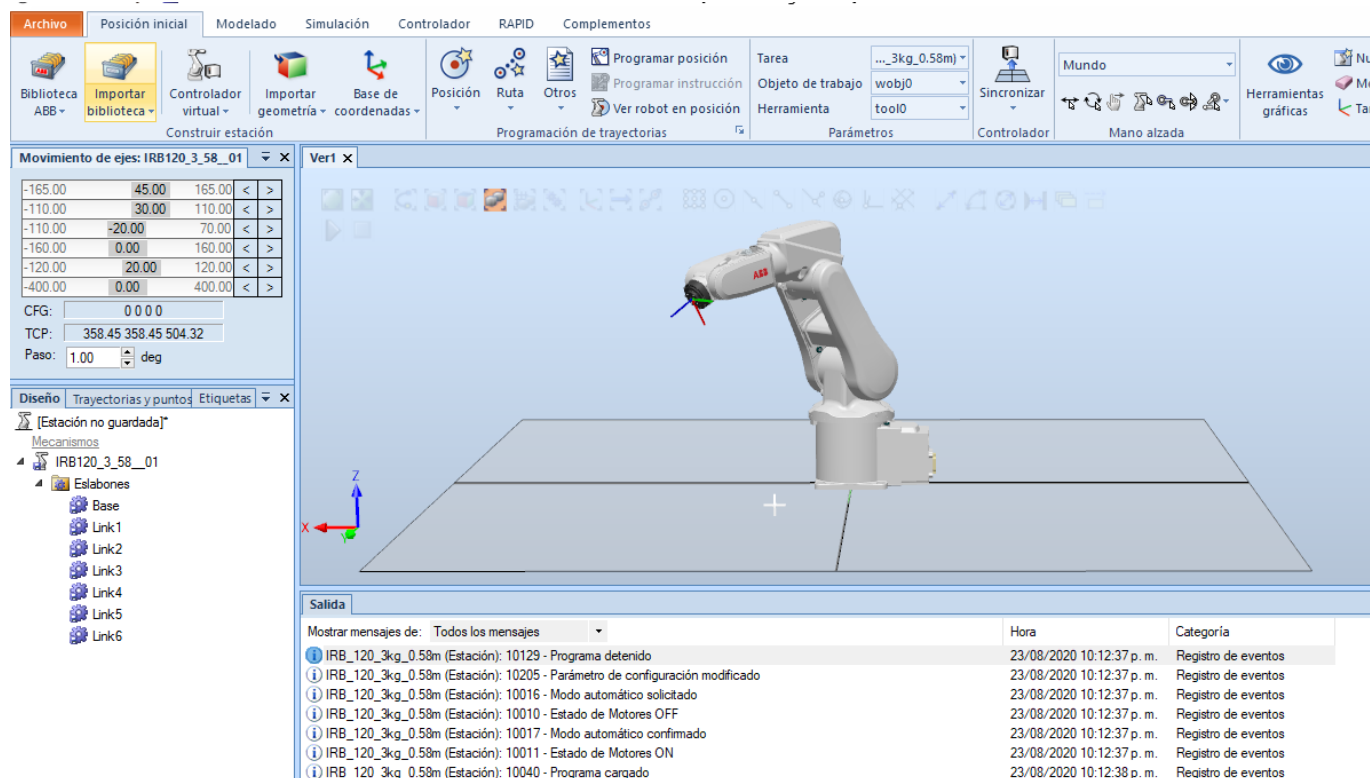 Archivo Posición inicial Modelado Simulación Controlador RAPID Complementos
Biblioteca ABB
Importar biblioteca
Controlador virtual
Importar geometría
Base de coordenadas
Construir estación
Posición
Ruta
Otros
Programar posición
Programar instrucción
Ver robot en posición
Programación de trayectorias
Tarea ..._3kg_0.58m)
Objeto de trabajo wobj0
Herramienta tool0
Parámetros
Sincronizar
Controlador
Mundo
Mano alzada
Herramientas gráficas
Movimiento de ejes: IRB120_3_58__01
-165.00 45.00 165.00 < >
-110.00 30.00 110.00 < >
-110.00 -20.00 70.00 < >
-160.00 0.00 160.00 < >
-120.00 20.00 120.00 < >
-400.00 0.00 400.00 < >
CFG: 0 0 0 0
TCP: 358.45 358.45 504.32
Paso: 1.00 deg
Diseño Trayectorias y puntos Etiquetas
[Estación no guardada]*
Mecanismos
IRB120_3_58__01
Eslabones
Base
Link1
Link2
Link3
Link4
Link5
Link6
Ver1
ABB
Z
X
Y
Salida
Mostrar mensajes de: Todos los mensajes Hora Categoría
IRB_120_3kg_0.58m (Estación): 10129 - Programa detenido 23/08/2020 10:12:37 p. m. Registro de eventos
IRB_120_3kg_0.58m (Estación): 10205 - Parámetro de configuración modificado 23/08/2020 10:12:37 p. m. Registro de eventos
IRB_120_3kg_0.58m (Estación): 10016 - Modo automático solicitado 23/08/2020 10:12:37 p. m. Registro de eventos
IRB_120_3kg_0.58m (Estación): 10010 - Estado de Motores OFF 23/08/2020 10:12:37 p. m. Registro de eventos
IRB_120_3kg_0.58m (Estación): 10017 - Modo automático confirmado 23/08/2020 10:12:37 p. m. Registro de eventos
IRB_120_3kg_0.58m (Estación): 10011 - Estado de Motores ON 23/08/2020 10:12:37 p. m. Registro de eventos
IRB_120_3kg_0.58m (Estación): 10040 - Programa cargado 23/08/2020 10:12:38 p. m. Registro de eventos